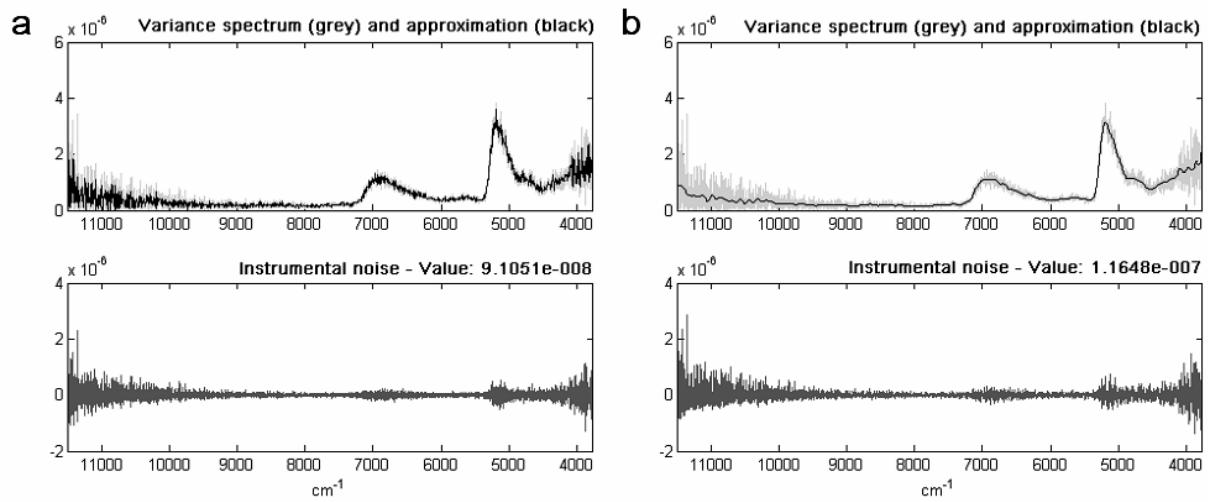 a
x 10⁻⁶ Variance spectrum (grey) and approximation (black)
6
4
2
0
11000 10000 9000 8000 7000 6000 5000 4000
x 10⁻⁶ Instrumental noise - Value: 9.1051e-008
4
2
0
-2
11000 10000 9000 8000 7000 6000 5000 4000
cm⁻¹
b
x 10⁻⁶ Variance spectrum (grey) and approximation (black)
6
4
2
0
11000 10000 9000 8000 7000 6000 5000 4000
x 10⁻⁶ Instrumental noise - Value: 1.1648e-007
4
2
0
-2
11000 10000 9000 8000 7000 6000 5000 4000
cm⁻¹